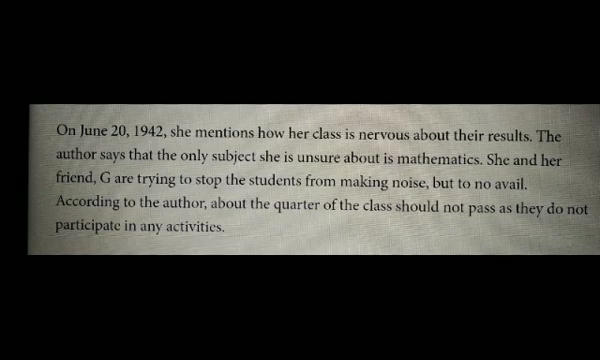 On June 20, 1942, she mentions how her class is nervous about their results. The
author says that the only subject she is unsure about is mathematics. She and her
friend, G are trying to stop the students from making noise, but to no avail.
According to the author, about the quarter of the class should not pass as they do not
participate in any activities.